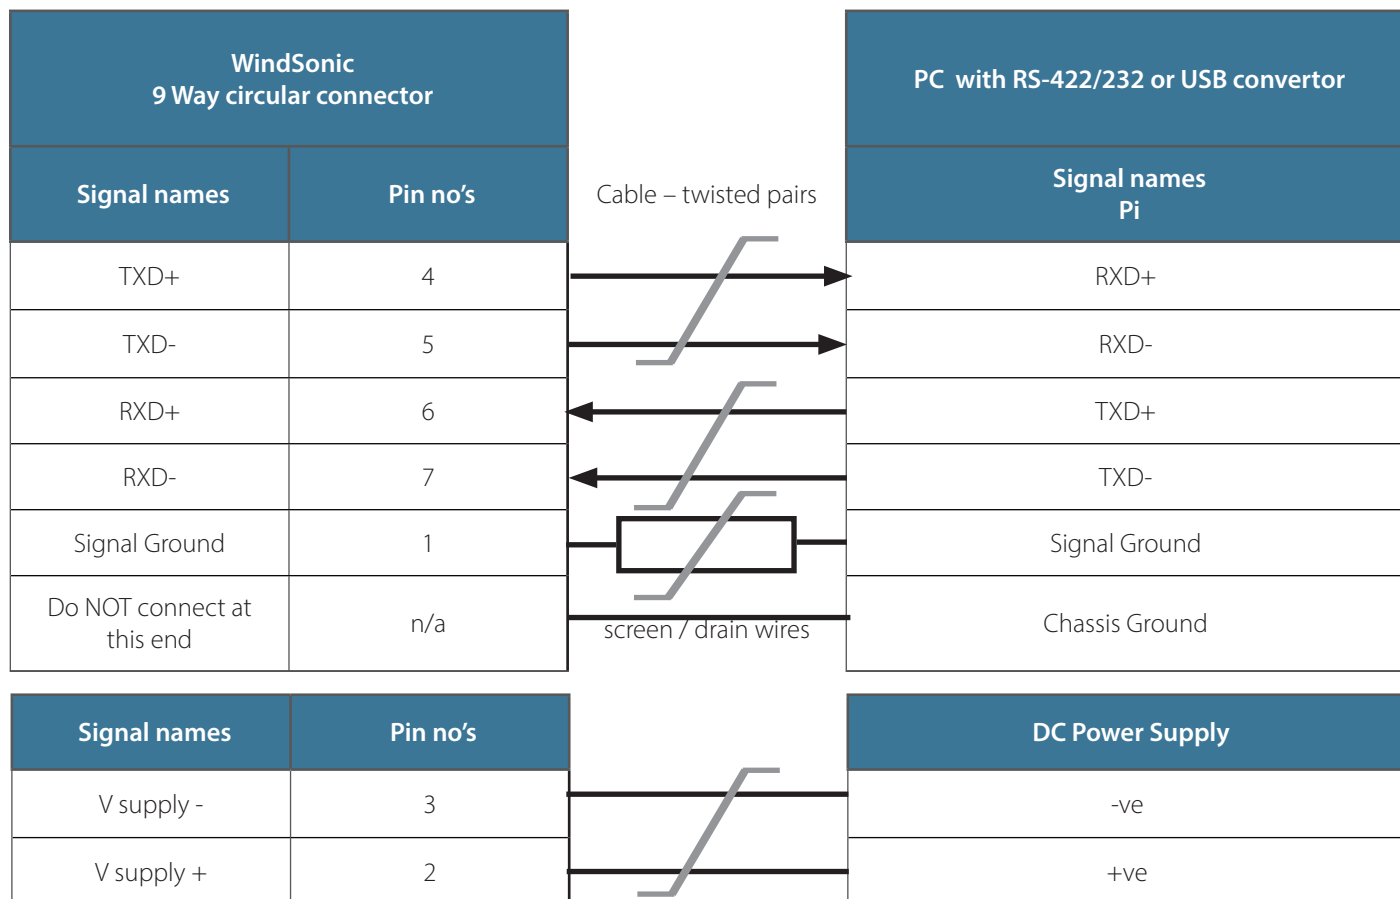 WindSonic
9 Way circular connector
PC with RS-422/232 or USB convertor
Signal names
Pin no’s
Cable – twisted pairs
Signal names
Pi
TXD+
4
RXD+
TXD-
5
RXD-
RXD+
6
TXD+
RXD-
7
TXD-
Signal Ground
1
Signal Ground
Do NOT connect at
this end
n/a
screen / drain wires
Chassis Ground
Signal names
Pin no’s
DC Power Supply
V supply -
3
-ve
V supply +
2
+ve